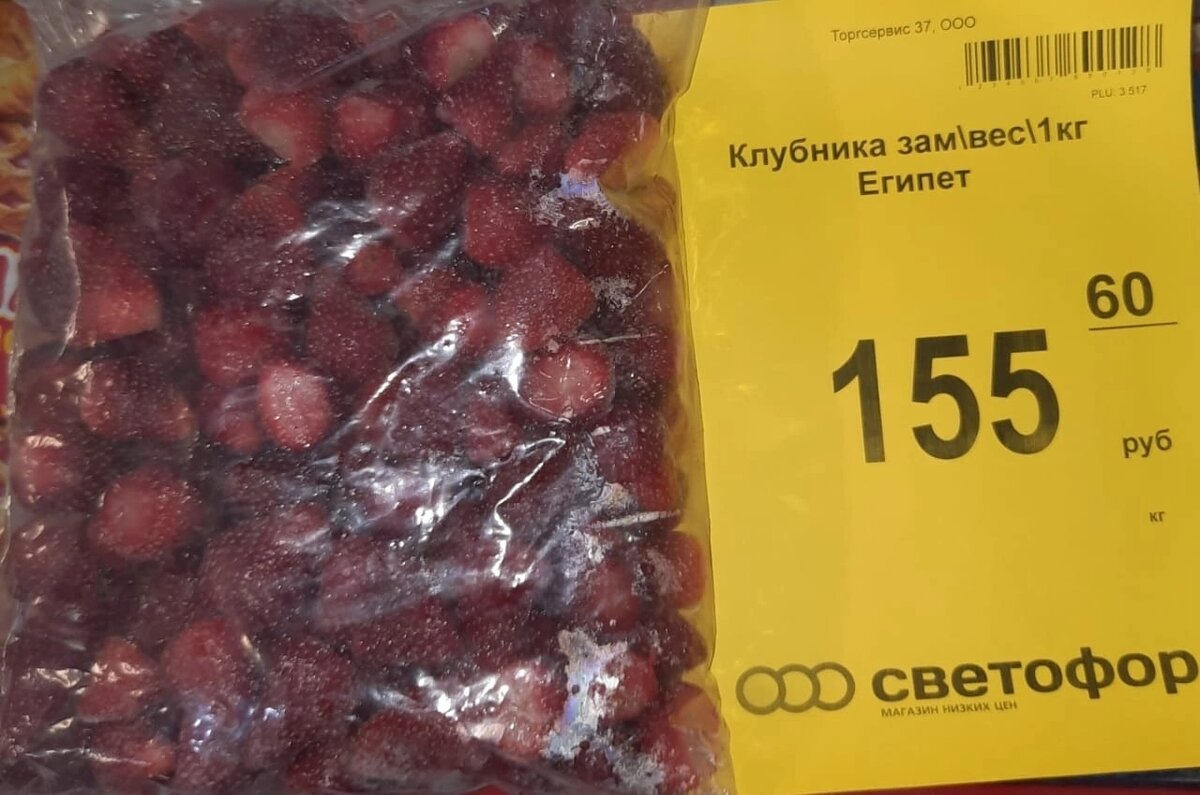 Торгсервис 37, ООО
PLU: 3517
Клубника зам\вес\1кг
Египет
155 60
руб
кг
светофор
МАГАЗИН НИЗКИХ ЦЕН